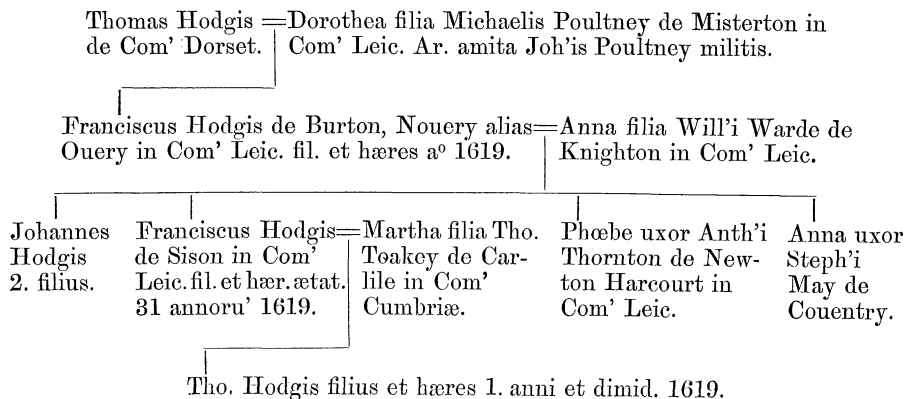 Thomas Hodgis = Dorothea filia Michaelis Poultney de Misterton in
de Com' Dorset. Com' Leic. Ar. amita Joh'is Poultney militis.
Franciscus Hodgis de Burton, Nouery alias = Anna filia Will'i Warde de
Ouery in Com' Leic. fil. et hæres aº 1619. Knighton in Com' Leic.
Johannes
Hodgis
2. filius.
Franciscus Hodgis = Martha filia Tho.
de Sison in Com' Toakey de Car-
Leic. fil. et hær. ætat. lile in Com'
31 annoru' 1619. Cumbriæ.
Phœbe uxor Anth'i
Thornton de New-
ton Harcourt in
Com' Leic.
Anna uxor
Steph'i
May de
Couentry.
Tho. Hodgis filius et hæres 1. anni et dimid. 1619.